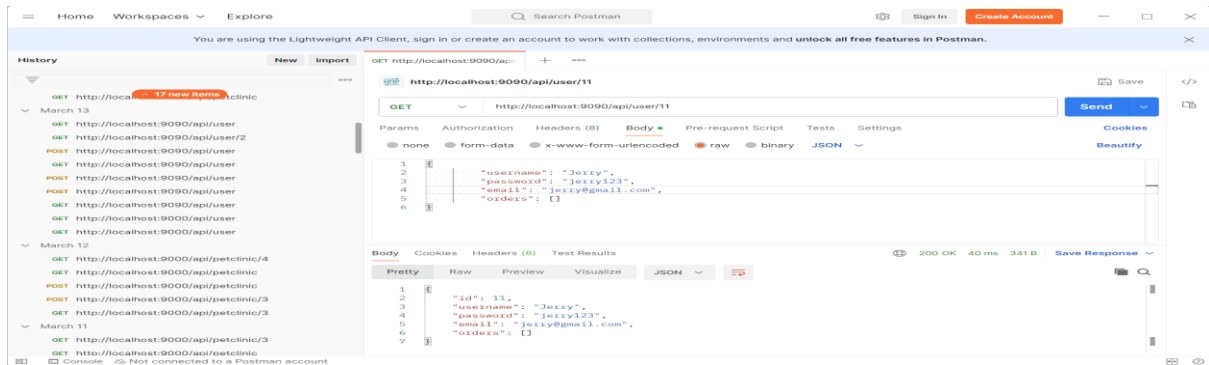 Home Workspaces Explore Search Postman Sign In Create Account
You are using the Lightweight API Client, sign in or create an account to work with collections, environments and unlock all free features in Postman.
History New Import
GET http://localhost:9090/api
GET http://local petclinic
17 new items
March 13
GET http://localhost:9090/api/user
GET http://localhost:9090/api/user/2
POST http://localhost:9090/api/user
GET http://localhost:9090/api/user
POST http://localhost:9090/api/user
POST http://localhost:9090/api/user
GET http://localhost:9090/api/user
GET http://localhost:9000/api/user
GET http://localhost:9000/api/user
March 12
GET http://localhost:9000/api/petclinic/4
GET http://localhost:9000/api/petclinic
POST http://localhost:9000/api/petclinic
POST http://localhost:9000/api/petclinic/3
GET http://localhost:9000/api/petclinic/3
March 11
GET http://localhost:9000/api/petclinic/3
GET http://localhost:9000/api/petclinic
http://localhost:9090/api/user/11 Save
GET http://localhost:9090/api/user/11 Send
Params Authorization Headers (8) Body Pre-request Script Tests Settings Cookies
none form-data x-www-form-urlencoded raw binary JSON Beautify
1 {
2 "username": "Jerry",
3 "password": "jerry123",
4 "email": "jerry@gmail.com",
5 "orders": []
6 }
Body Cookies Headers (8) Test Results 200 OK 40 ms 341 B Save Response
Pretty Raw Preview Visualize JSON
1 {
2 "id": 11,
3 "username": "Jerry",
4 "password": "jerry123",
5 "email": "jerry@gmail.com",
6 "orders": []
7 }
Console Not connected to a Postman account